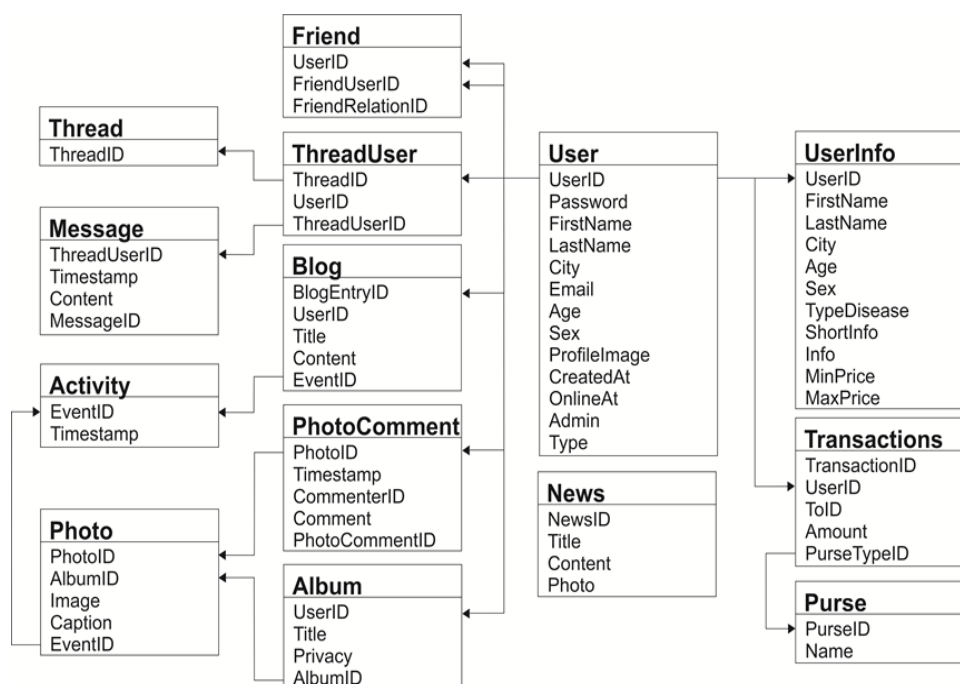 Friend
UserID
FriendUserID
FriendRelationID
Thread
ThreadID
ThreadUser
ThreadID
UserID
ThreadUserID
User
UserID
Password
FirstName
LastName
City
Email
Age
Sex
ProfileImage
CreatedAt
OnlineAt
Admin
Type
UserInfo
UserID
FirstName
LastName
City
Age
Sex
TypeDisease
ShortInfo
Info
MinPrice
MaxPrice
Message
ThreadUserID
Timestamp
Content
MessageID
Blog
BlogEntryID
UserID
Title
Content
EventID
Activity
EventID
Timestamp
PhotoComment
PhotoID
Timestamp
CommenterID
Comment
PhotoCommentID
News
NewsID
Title
Content
Photo
Transactions
TransactionID
UserID
ToID
Amount
PurseTypeID
Photo
PhotoID
AlbumID
Image
Caption
EventID
Album
UserID
Title
Privacy
AlbumID
Purse
PurseID
Name